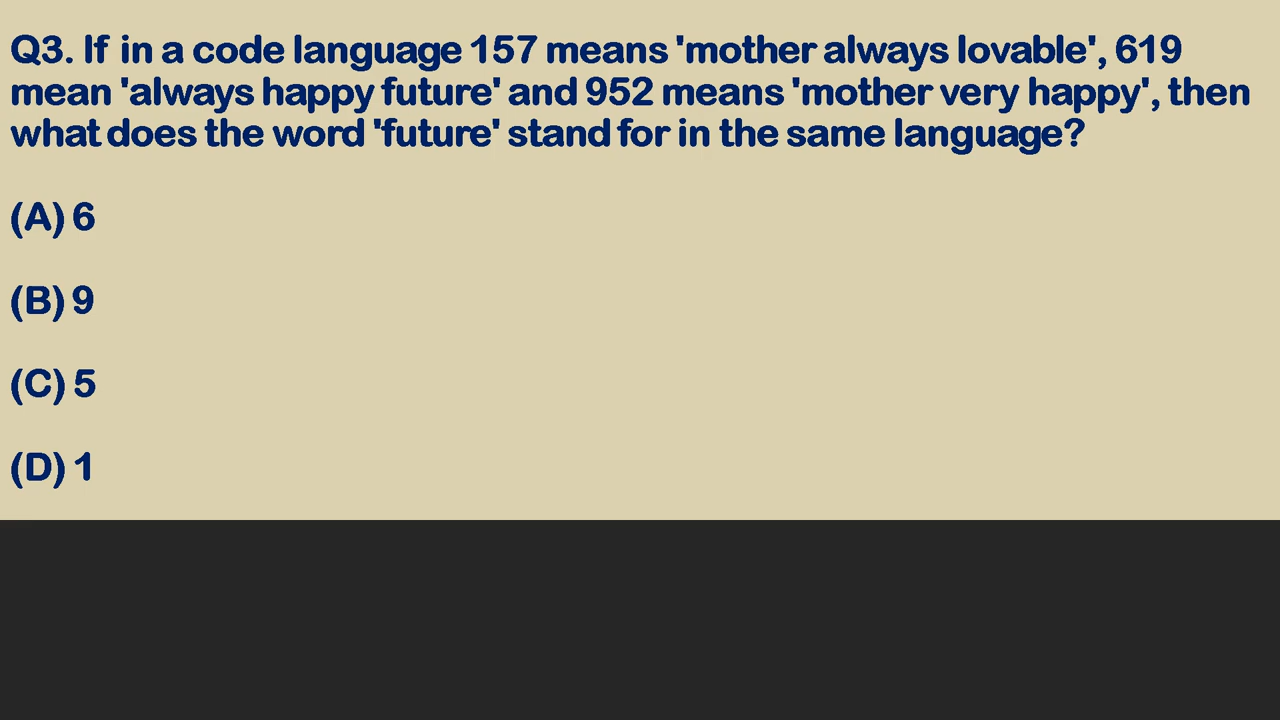 Q3. If in a code language 157 means 'mother always lovable', 619
mean 'always happy future' and 952 means 'mother very happy', then
what does the word 'future' stand for in the same language?
(A) 6
(B) 9
(C) 5
(D) 1